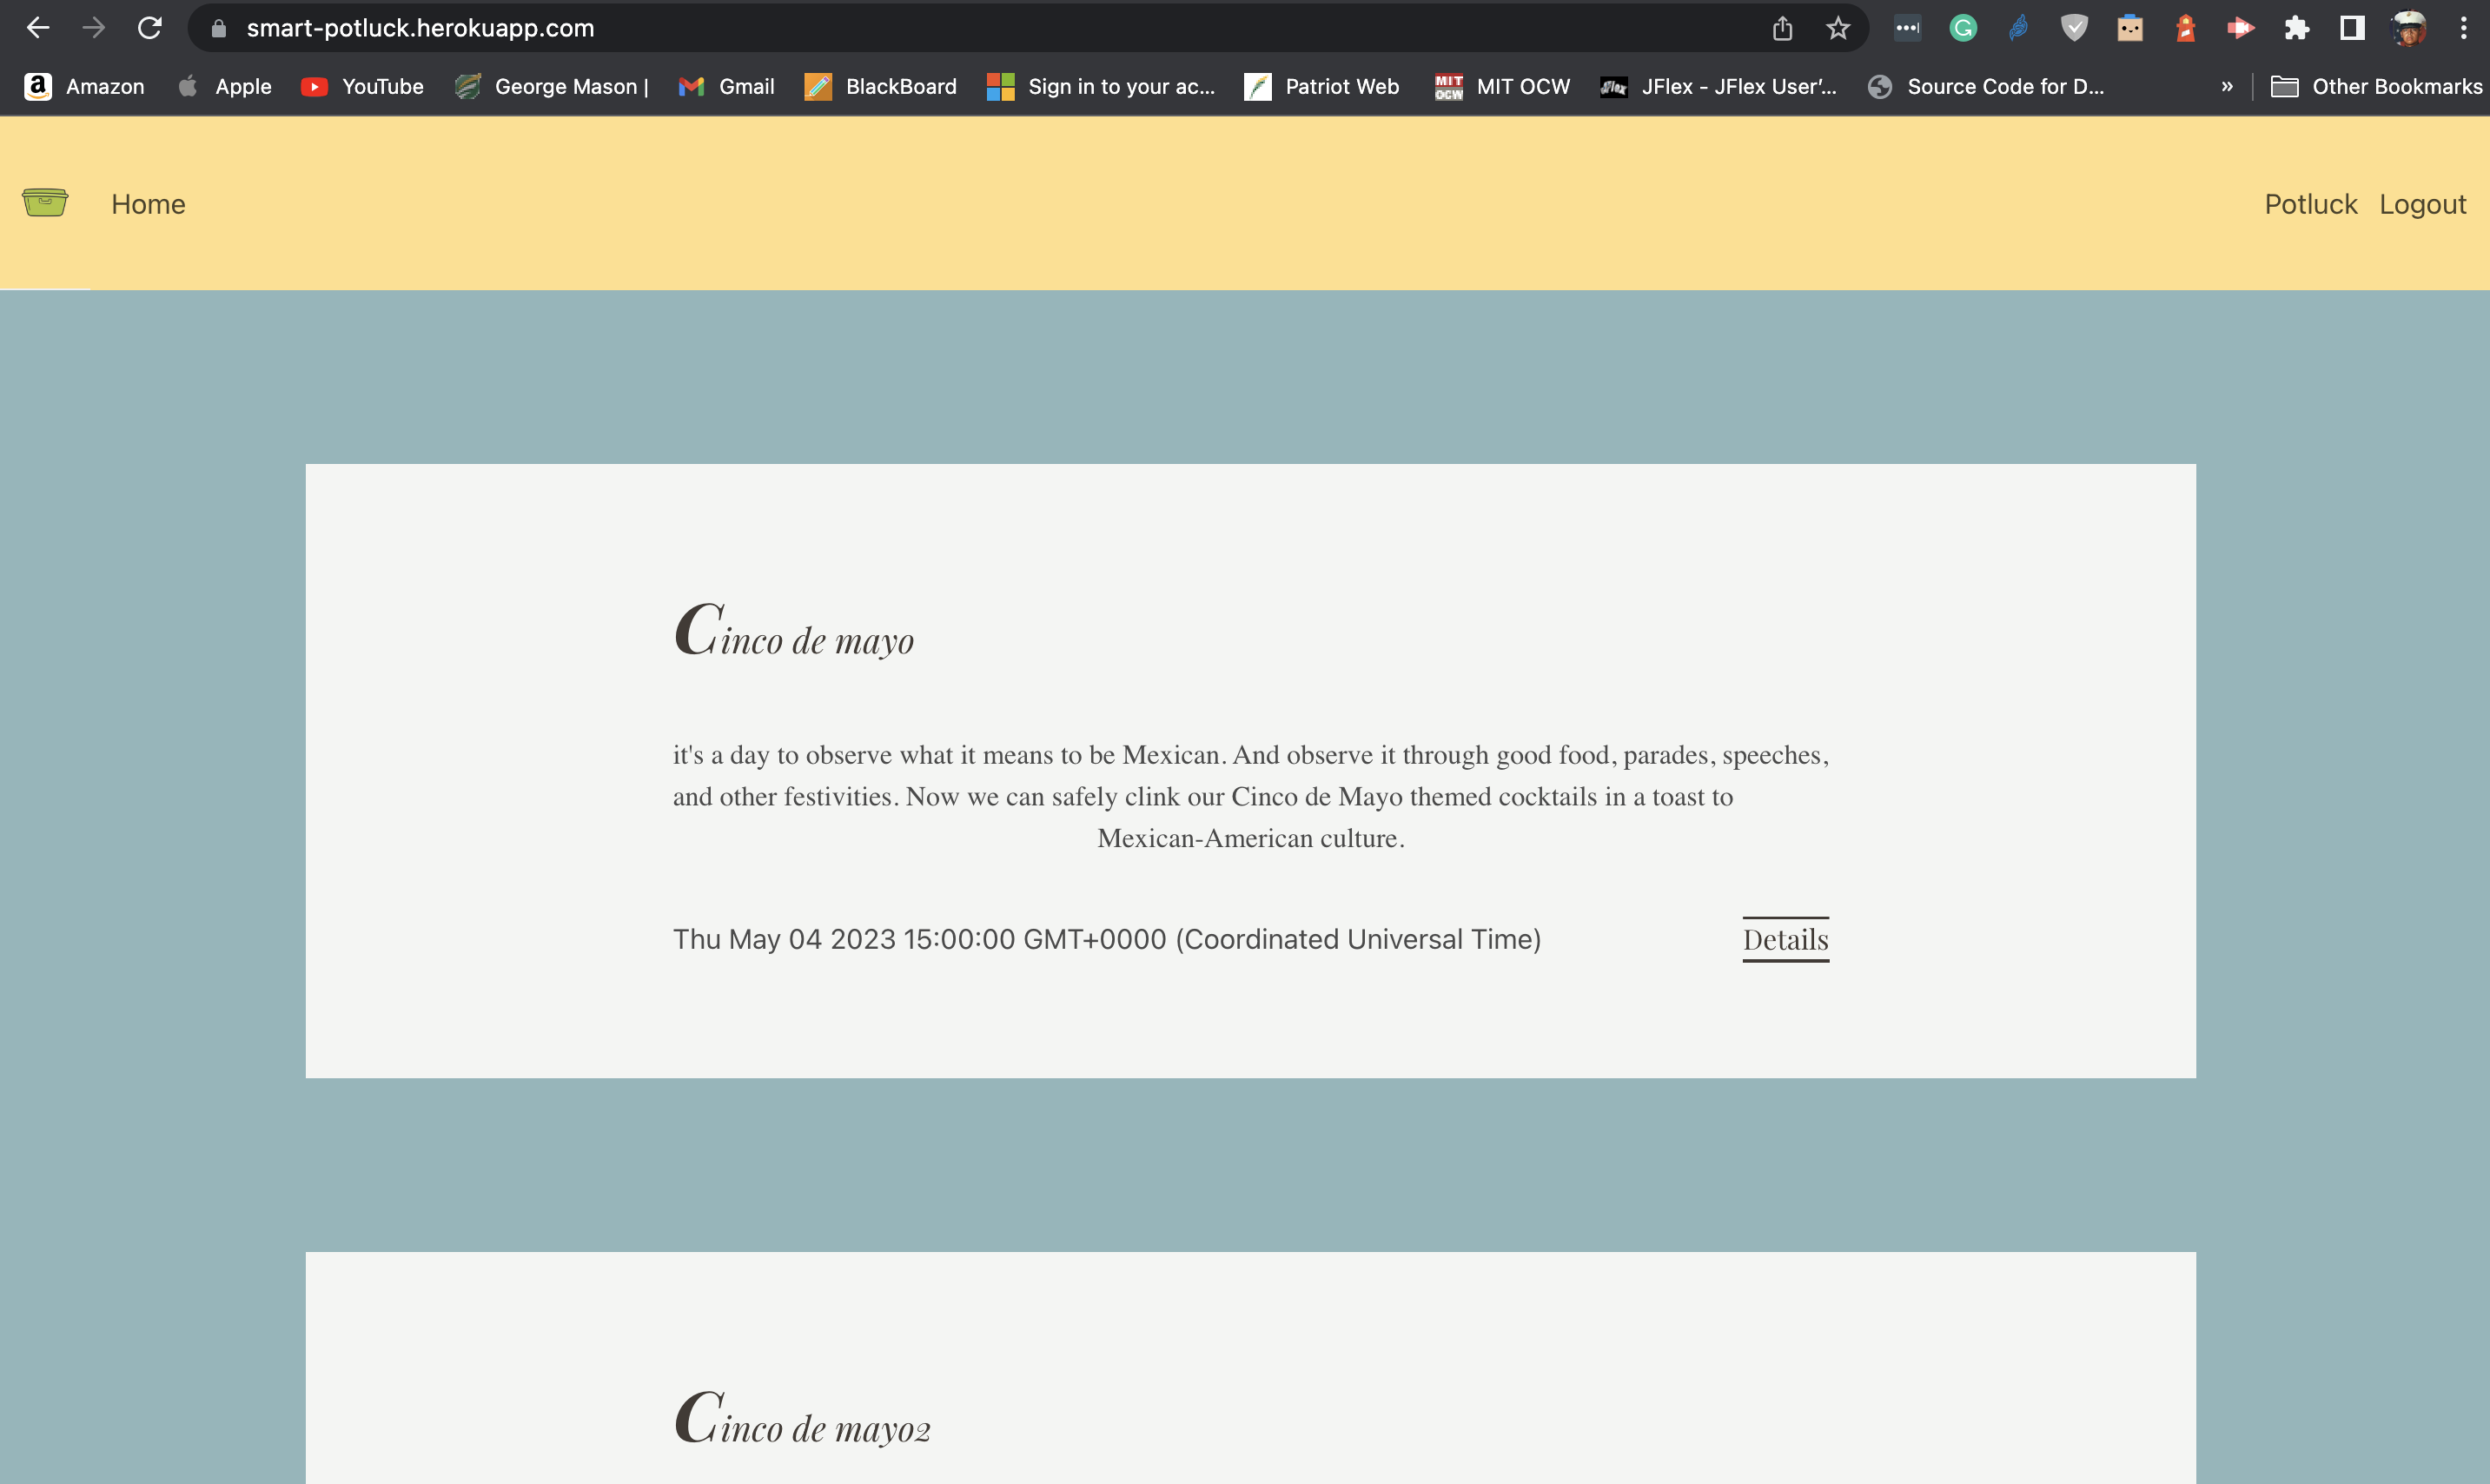 smart-potluck.herokuapp.com
Amazon Apple YouTube George Mason | Gmail BlackBoard Sign in to your ac... Patriot Web MIT OCW JFlex - JFlex User'... Source Code for D... » Other Bookmarks
Home Potluck Logout
Cinco de mayo
it's a day to observe what it means to be Mexican. And observe it through good food, parades, speeches,
and other festivities. Now we can safely clink our Cinco de Mayo themed cocktails in a toast to
Mexican-American culture.
Thu May 04 2023 15:00:00 GMT+0000 (Coordinated Universal Time) Details
Cinco de mayo2